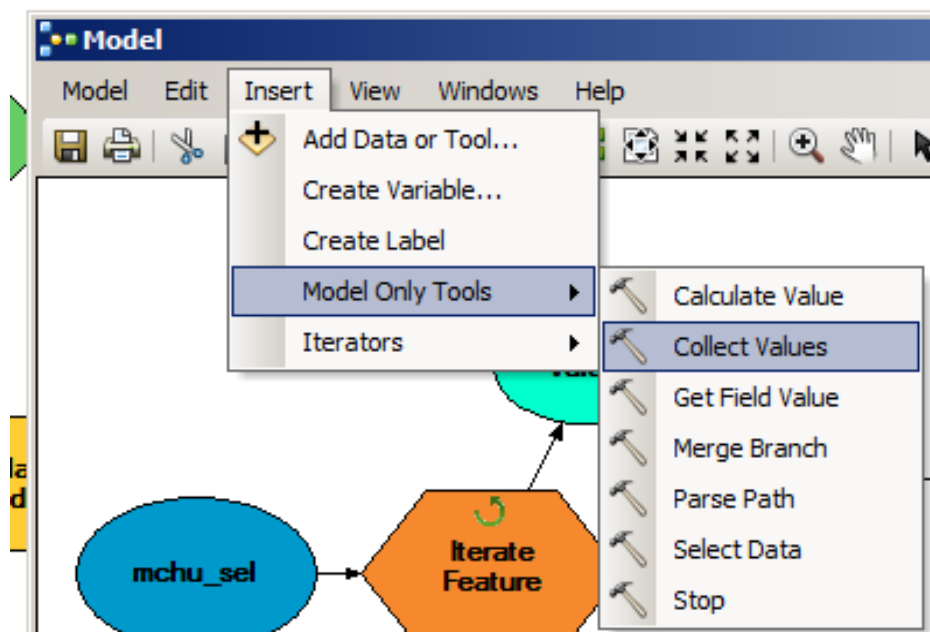 Model
Model Edit Insert View Windows Help
Add Data or Tool...
Create Variable...
Create Label
Model Only Tools
Iterators
Calculate Value
Collect Values
Get Field Value
Merge Branch
Parse Path
Select Data
Stop
mchu_sel
Iterate
Feature